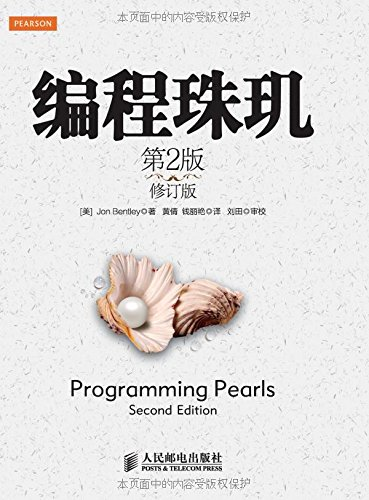 本页面中的内容受版权保护
PEARSON
编程珠玑
第2版
修订版
[美] Jon Bentley 著 黄倩 钱丽艳 译 刘田 审校
Programming Pearls
Second Edition
人民邮电出版社
POSTS & TELECOM PRESS
本页面中的内容受版权保护